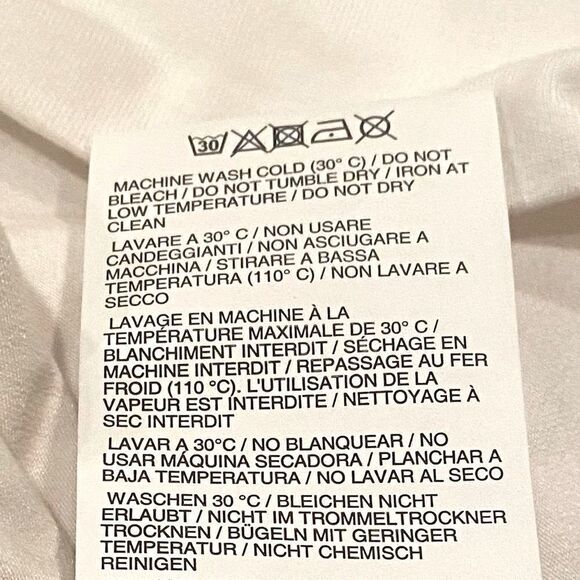 30
MACHINE WASH COLD (30° C) / DO NOT
BLEACH / DO NOT TUMBLE DRY / IRON AT
LOW TEMPERATURE / DO NOT DRY
CLEAN
LAVARE A 30° C / NON USARE
CANDEGGIANTI / NON ASCIUGARE A
MACCHINA / STIRARE A BASSA
TEMPERATURA (110° C) / NON LAVARE A
SECCO
LAVAGE EN MACHINE À LA
TEMPÉRATURE MAXIMALE DE 30° C /
BLANCHIMENT INTERDIT / SÉCHAGE EN
MACHINE INTERDIT / REPASSAGE AU FER
FROID (110 °C). L'UTILISATION DE LA
VAPEUR EST INTERDITE / NETTOYAGE À
SEC INTERDIT
LAVAR A 30°C / NO BLANQUEAR / NO
USAR MÁQUINA SECADORA / PLANCHAR A
BAJA TEMPERATURA / NO LAVAR AL SECO
WASCHEN 30 °C / BLEICHEN NICHT
ERLAUBT / NICHT IM TROMMELTROCKNER
TROCKNEN / BÜGELN MIT GERINGER
TEMPERATUR / NICHT CHEMISCH
REINIGEN